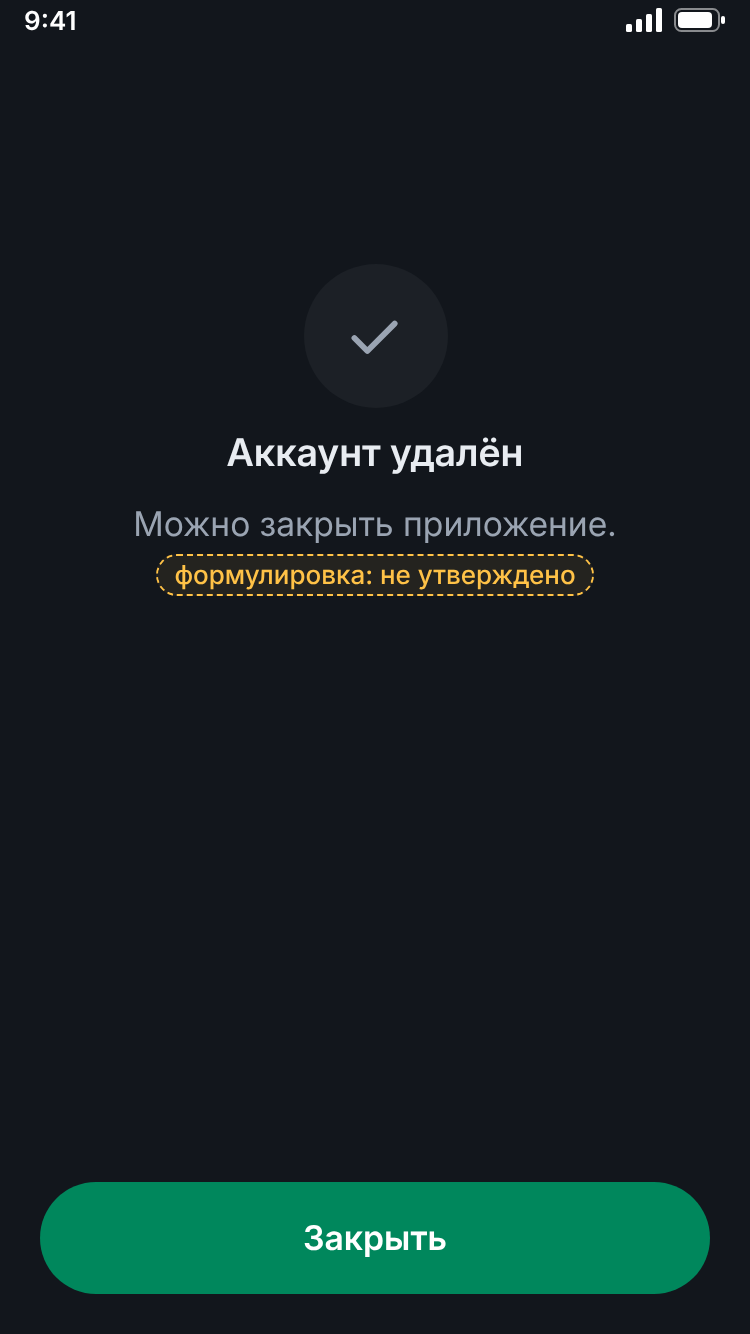 9:41
Аккаунт удалён
Можно закрыть приложение.
формулировка: не утверждено
Закрыть